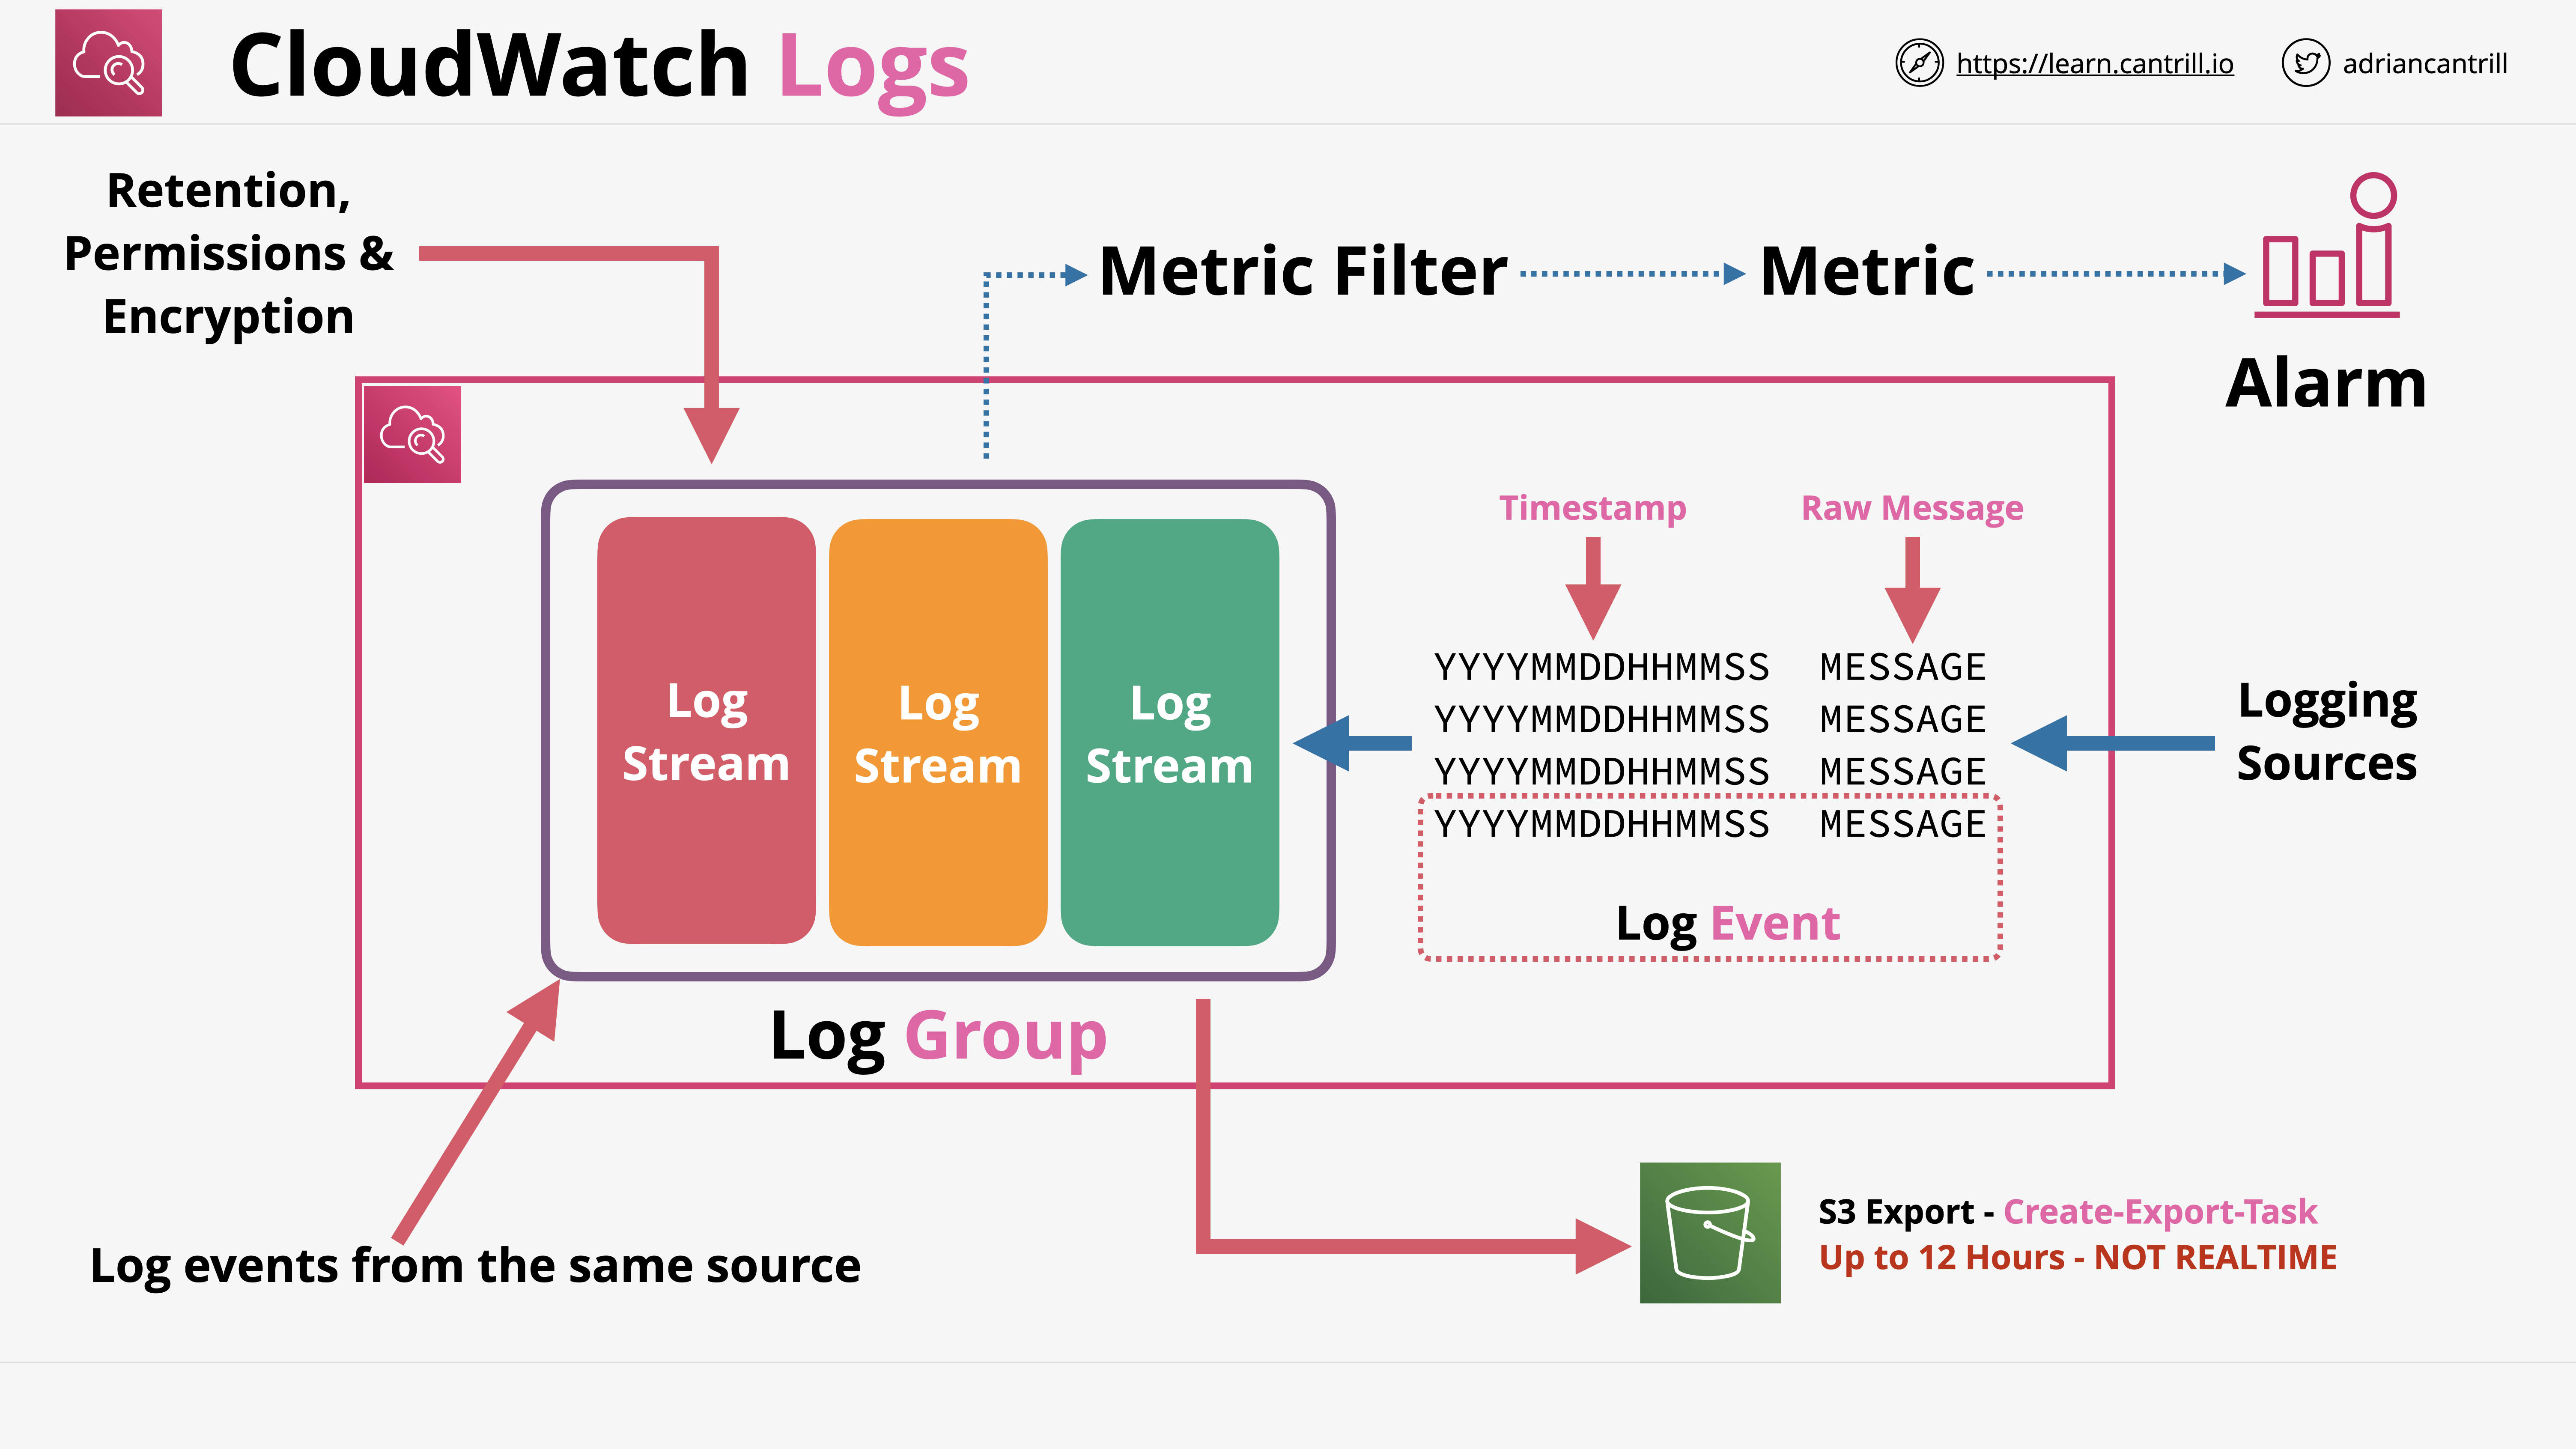 CloudWatch Logs
https://learn.cantrill.io
adriancantrill
Retention,
Permissions &
Encryption
Metric Filter
Metric
Alarm
Timestamp
Raw Message
YYYYMMDDHHMMSS MESSAGE
YYYYMMDDHHMMSS MESSAGE
YYYYMMDDHHMMSS MESSAGE
YYYYMMDDHHMMSS MESSAGE
Log Event
Log
Stream
Log
Stream
Log
Stream
Logging
Sources
Log Group
Log events from the same source
S3 Export - Create-Export-Task
Up to 12 Hours - NOT REALTIME